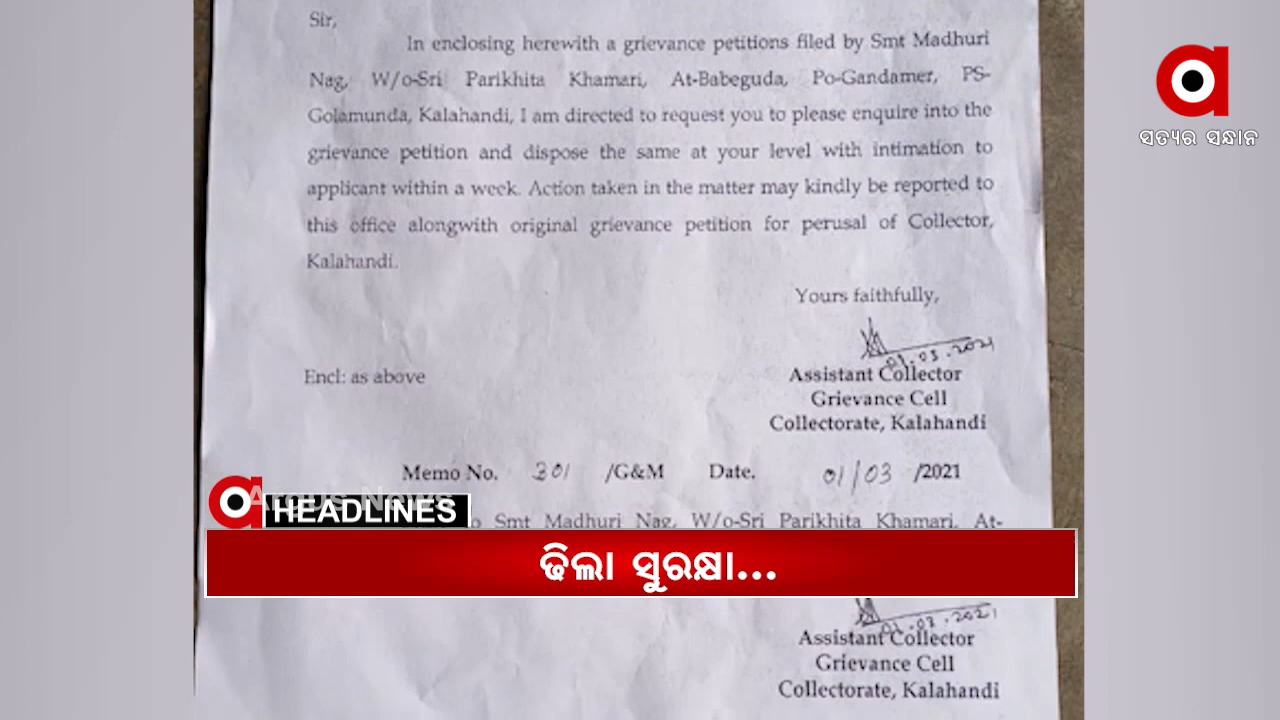 Sir,
In enclosing herewith a grievance petitions filed by Smt Madhuri
Nag, W/o-Sri Parikhita Khamari, At-Babeguda, Po-Gandamer, PS-
Golamunda, Kalahandi, I am directed to request you to please enquire into the
grievance petition and dispose the same at your level with intimation to
applicant within a week. Action taken in the matter may kindly be reported to
this office alongwith original grievance petition for perusal of Collector,
Kalahandi.
Yours faithfully,
01.03.2021
Encl: as above
Assistant Collector
Grievance Cell
Collectorate, Kalahandi
Memo No. 301 /G&M Date. 01/03 /2021
Smt Madhuri Nag, W/o-Sri Parikhita Khamari, At-
01.03.2021
Assistant Collector
Grievance Cell
Collectorate, Kalahandi
ସତ୍ୟର ସନ୍ଧାନ
Argus News
HEADLINES
ଢିଲା ସୁରକ୍ଷା...